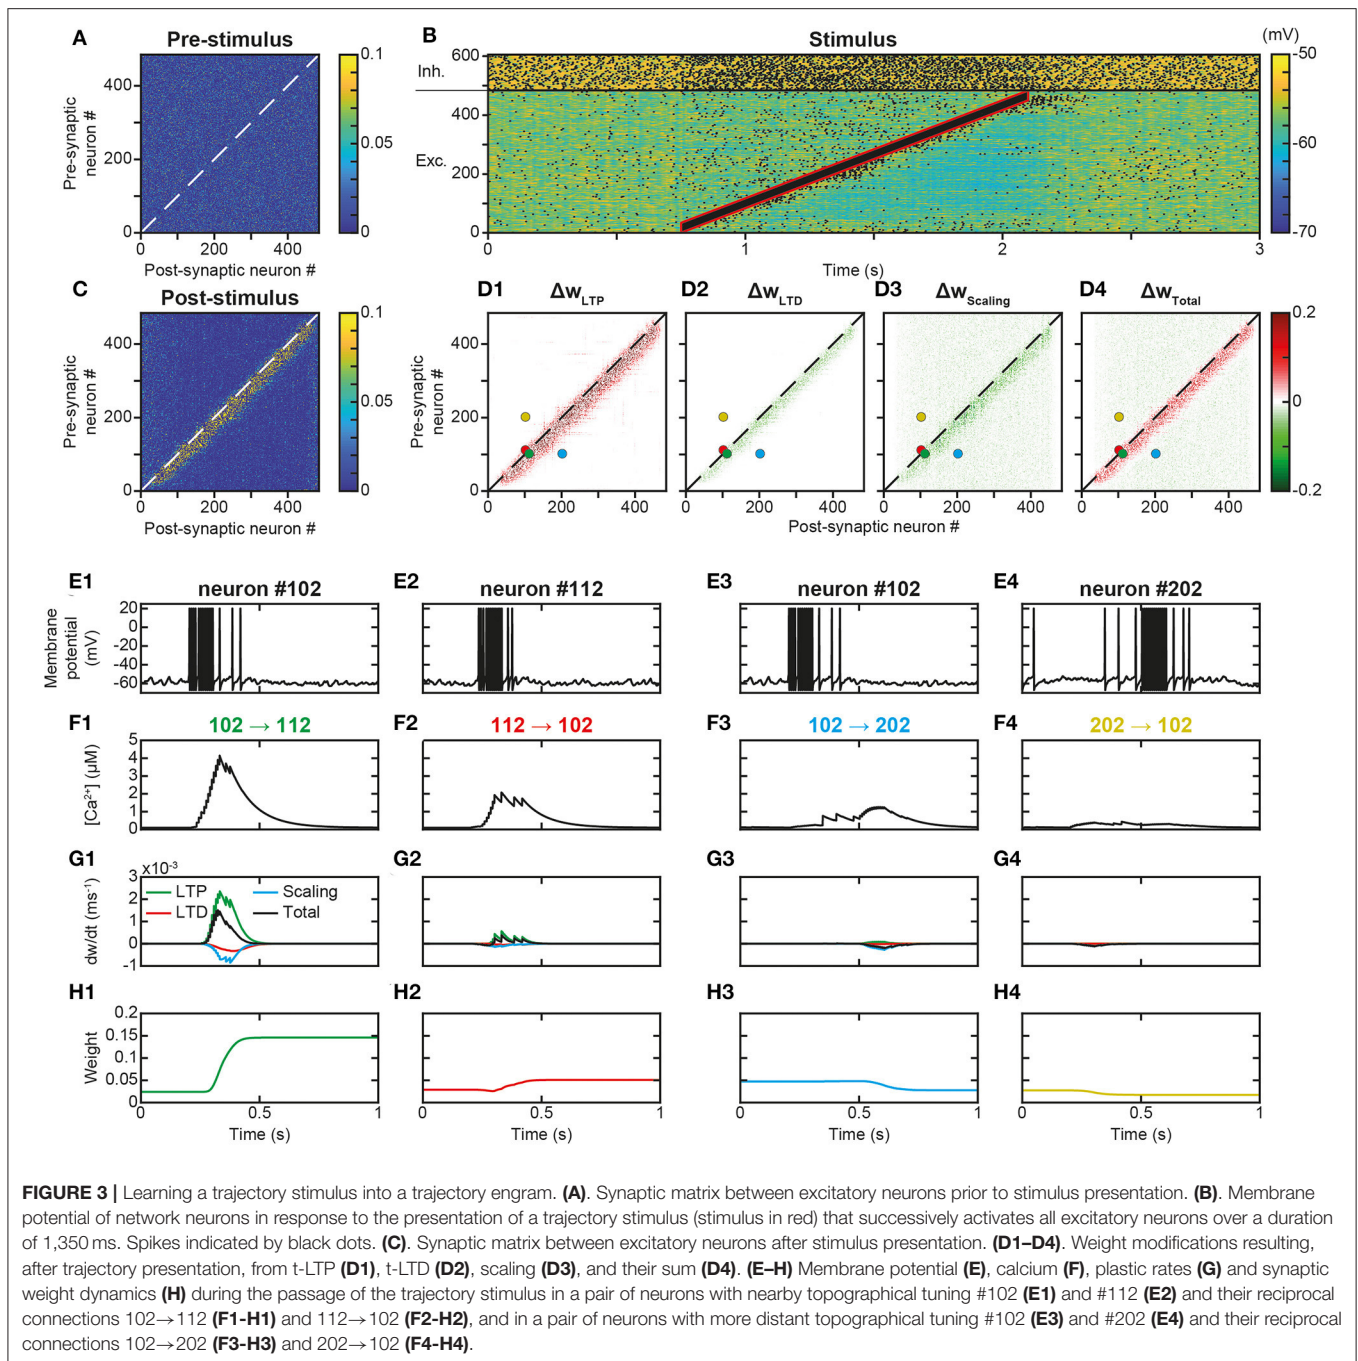 A Pre-stimulus
B Stimulus (mV)
0.1
0.05
0
400
200
0
Pre-synaptic
neuron #
0 200 400
Post-synaptic neuron #
600
400
200
0
Inh.
Exc.
0 1 2 3
Time (s)
-50
-60
-70
C Post-stimulus
0.1
0.05
0
400
200
0
Pre-synaptic
neuron #
0 200 400
Post-synaptic neuron #
D1 Δw_LTP
D2 Δw_LTD
D3 Δw_Scaling
D4 Δw_Total
400
200
0
Pre-synaptic
neuron #
0 200 400
0 200 400
0 200 400
0 200 400
Post-synaptic neuron #
0.2
0
-0.2
E1 neuron #102
E2 neuron #112
E3 neuron #102
E4 neuron #202
Membrane
potential
(mV)
20
0
-20
-40
-60
F1 102 → 112
F2 112 → 102
F3 102 → 202
F4 202 → 102
[Ca²⁺] (μM)
5
4
3
2
1
0
G1
G2
G3
G4
x10⁻³
dw/dt (ms⁻¹)
3
2
1
0
-1
LTP Scaling
LTD Total
H1
H2
H3
H4
Weight
0.2
0.15
0.1
0.05
0
0 0.5 1
0 0.5 1
0 0.5 1
0 0.5 1
Time (s)
Time (s)
Time (s)
Time (s)
FIGURE 3 | Learning a trajectory stimulus into a trajectory engram. (A). Synaptic matrix between excitatory neurons prior to stimulus presentation. (B). Membrane
potential of network neurons in response to the presentation of a trajectory stimulus (stimulus in red) that successively activates all excitatory neurons over a duration
of 1,350 ms. Spikes indicated by black dots. (C). Synaptic matrix between excitatory neurons after stimulus presentation. (D1–D4). Weight modifications resulting,
after trajectory presentation, from t-LTP (D1), t-LTD (D2), scaling (D3), and their sum (D4). (E–H) Membrane potential (E), calcium (F), plastic rates (G) and synaptic
weight dynamics (H) during the passage of the trajectory stimulus in a pair of neurons with nearby topographical tuning #102 (E1) and #112 (E2) and their reciprocal
connections 102→112 (F1-H1) and 112→102 (F2-H2), and in a pair of neurons with more distant topographical tuning #102 (E3) and #202 (E4) and their reciprocal
connections 102→202 (F3-H3) and 202→102 (F4-H4).